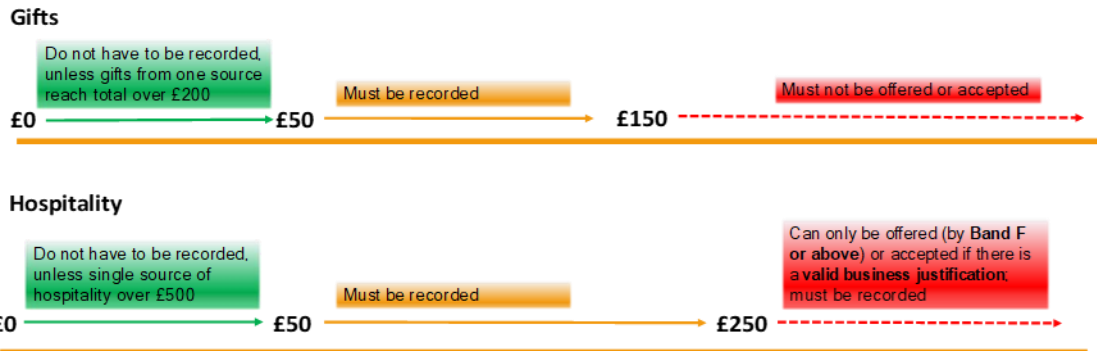 Gifts
Do not have to be recorded,
unless gifts from one source
reach total over £200
Must be recorded
Must not be offered or accepted
£0
£50
£150
Hospitality
Do not have to be recorded,
unless single source of
hospitality over £500
Must be recorded
Can only be offered (by Band F
or above) or accepted if there is
a valid business justification;
must be recorded
£0
£50
£250